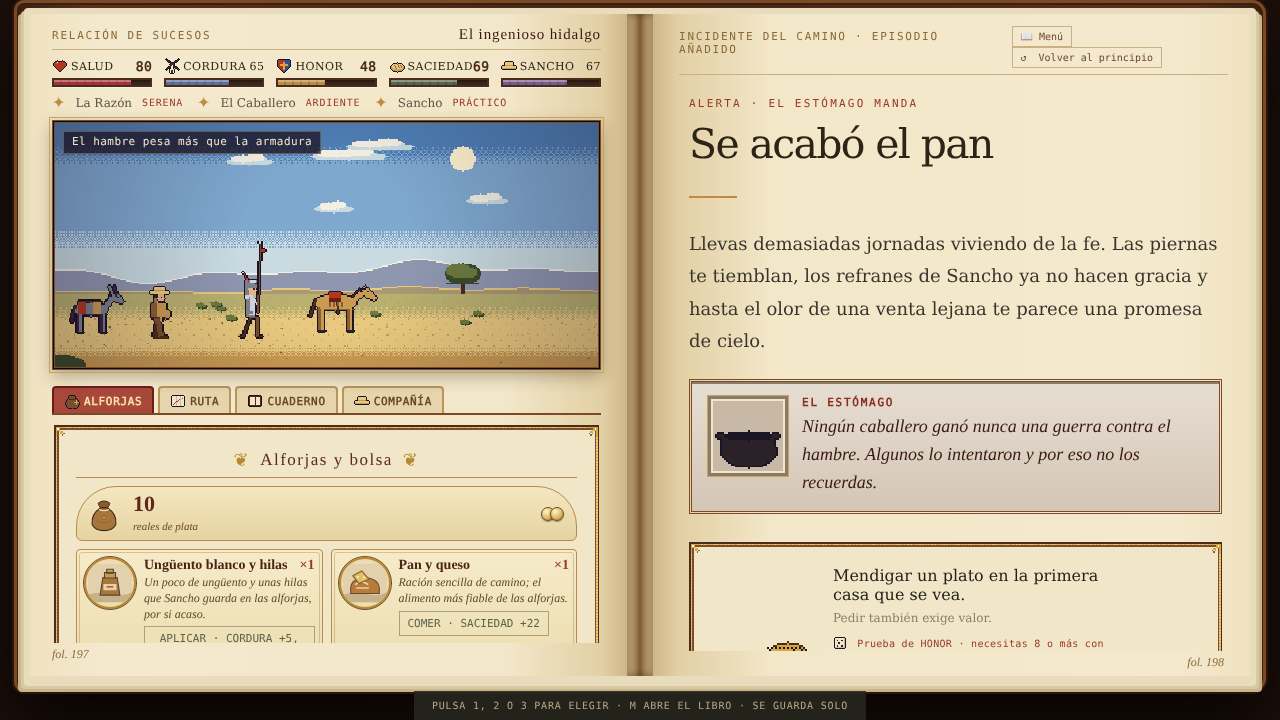 RELACIÓN DE SUCESOS
El ingenioso hidalgo
SALUD 80
CORDURA 65
HONOR 48
SACIEDAD 69
SANCHO 67
La Razón SERENA
El Caballero ARDIENTE
Sancho PRÁCTICO
El hambre pesa más que la armadura
ALFORJAS
RUTA
CUADERNO
COMPAÑÍA
Alforjas y bolsa
10
reales de plata
Ungüento blanco y hilas ×1
Un poco de ungüento y unas hilas
que Sancho guarda en las alforjas,
por si acaso.
APLICAR · CORDURA +5,
Pan y queso ×1
Ración sencilla de camino; el
alimento más fiable de las alforjas.
COMER · SACIEDAD +22
fol. 197
INCIDENTE DEL CAMINO · EPISODIO
AÑADIDO
Menú
Volver al principio
ALERTA · EL ESTÓMAGO MANDA
Se acabó el pan
Llevas demasiadas jornadas viviendo de la fe. Las piernas
te tiemblan, los refranes de Sancho ya no hacen gracia y
hasta el olor de una venta lejana te parece una promesa
de cielo.
EL ESTÓMAGO
Ningún caballero ganó nunca una guerra contra el
hambre. Algunos lo intentaron y por eso no los
recuerdas.
Mendigar un plato en la primera
casa que se vea.
Pedir también exige valor.
Prueba de HONOR · necesitas 8 o más con
fol. 198
PULSA 1, 2 O 3 PARA ELEGIR · M ABRE EL LIBRO · SE GUARDA SOLO